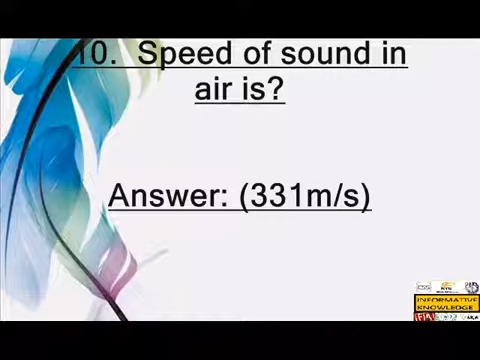 10. Speed of sound in
air is?
Answer: (331m/s)
INFORMATIVE
KNOWLEDGE